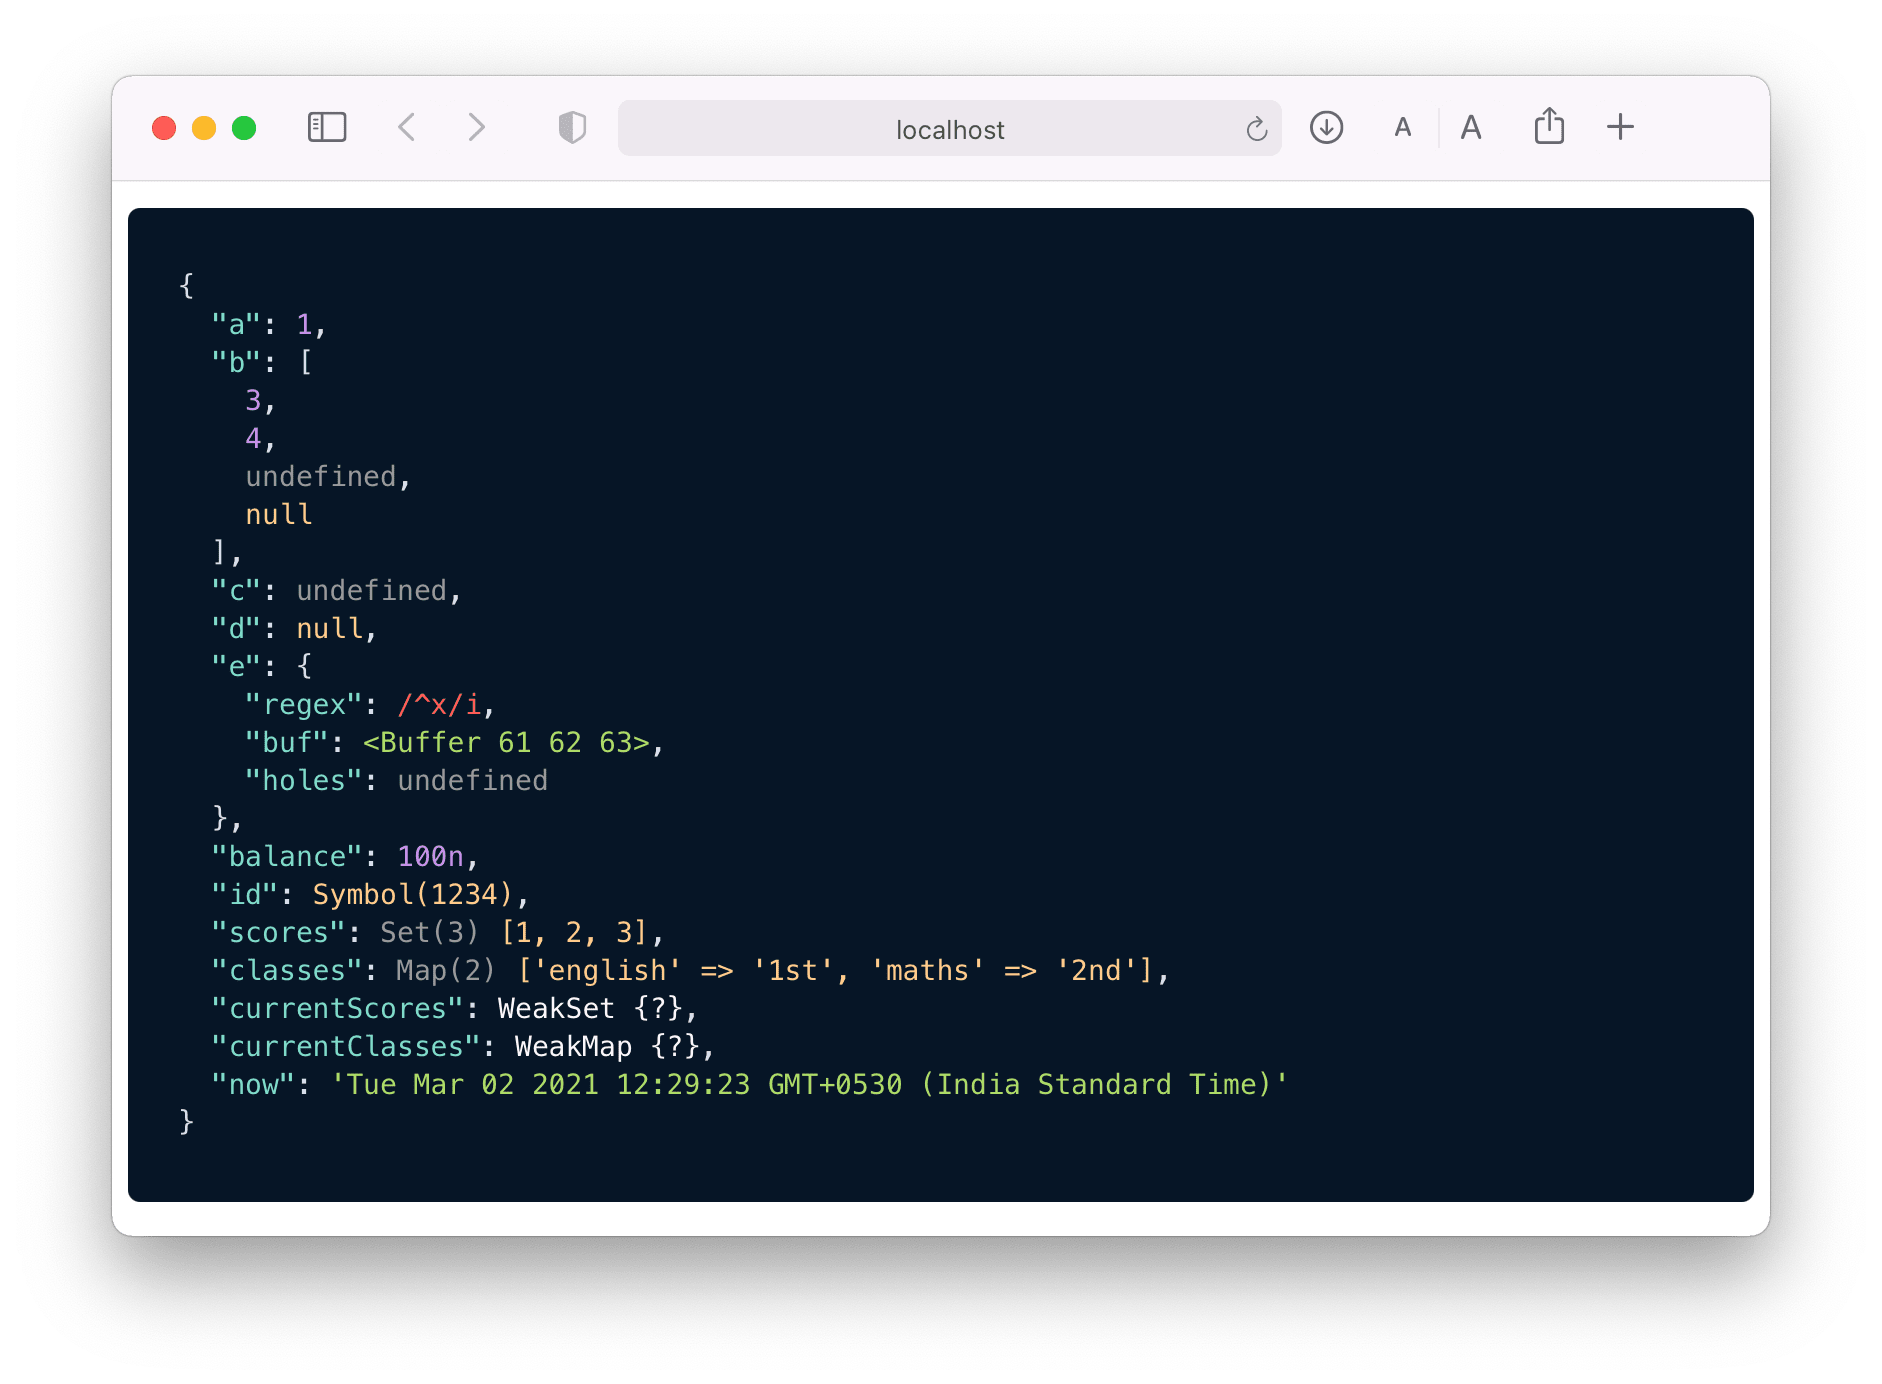 localhost
A A
{
  "a": 1,
  "b": [
    3,
    4,
    undefined,
    null
  ],
  "c": undefined,
  "d": null,
  "e": {
    "regex": /^x/i,
    "buf": <Buffer 61 62 63>,
    "holes": undefined
  },
  "balance": 100n,
  "id": Symbol(1234),
  "scores": Set(3) [1, 2, 3],
  "classes": Map(2) ['english' => '1st', 'maths' => '2nd'],
  "currentScores": WeakSet {?},
  "currentClasses": WeakMap {?},
  "now": 'Tue Mar 02 2021 12:29:23 GMT+0530 (India Standard Time)'
}